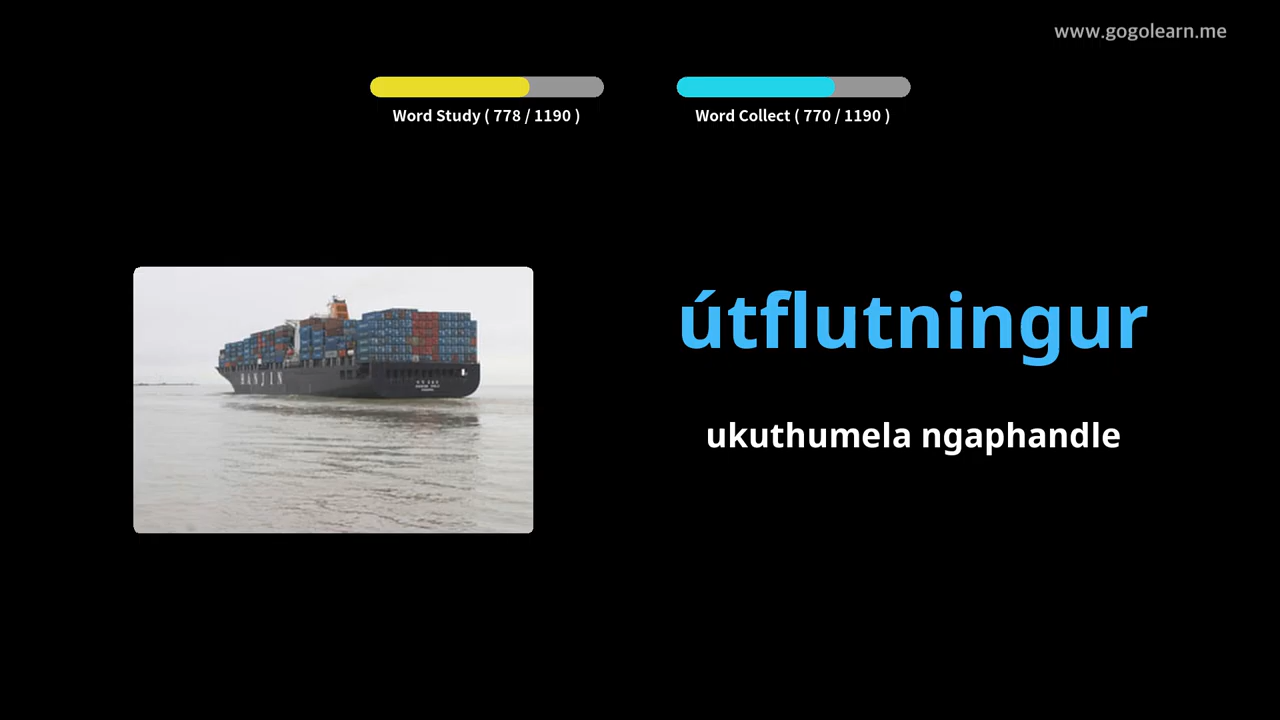 www.gogolearn.me
Word Study ( 778 / 1190 )
Word Collect ( 770 / 1190 )
útflutningur
HANJIN
ukuthumela ngaphandle